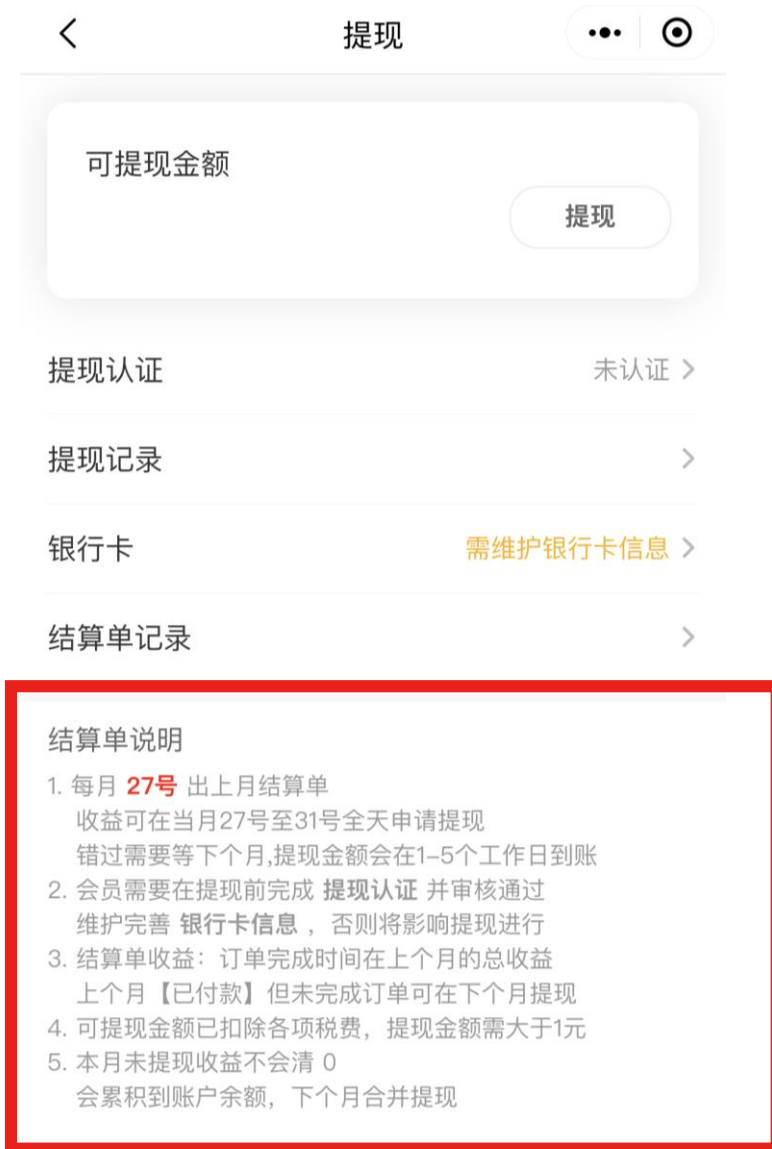 提现
可提现金额
提现
提现认证
未认证
提现记录
银行卡
需维护银行卡信息
结算单记录
结算单说明
1. 每月 27号 出上月结算单
收益可在当月27号至31号全天申请提现
错过需要等下个月,提现金额会在1-5个工作日到账
2. 会员需要在提现前完成 提现认证 并审核通过
维护完善 银行卡信息 ，否则将影响提现进行
3. 结算单收益：订单完成时间在上个月的总收益
上个月【已付款】但未完成订单可在下个月提现
4. 可提现金额已扣除各项税费，提现金额需大于1元
5. 本月未提现收益不会清 0
会累积到账户余额，下个月合并提现